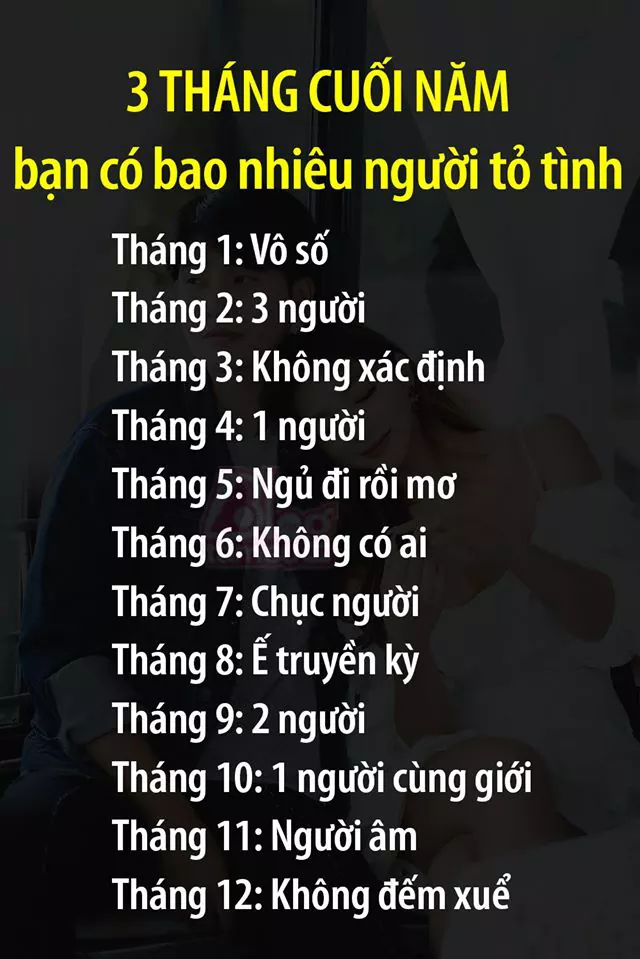 3 THÁNG CUỐI NĂM
bạn có bao nhiêu người tỏ tình
Tháng 1: Vô số
Tháng 2: 3 người
Tháng 3: Không xác định
Tháng 4: 1 người
Tháng 5: Ngủ đi rồi mơ
Tháng 6: Không có ai
Tháng 7: Chục người
Tháng 8: Ế truyền kỳ
Tháng 9: 2 người
Tháng 10: 1 người cùng giới
Tháng 11: Người âm
Tháng 12: Không đếm xuể